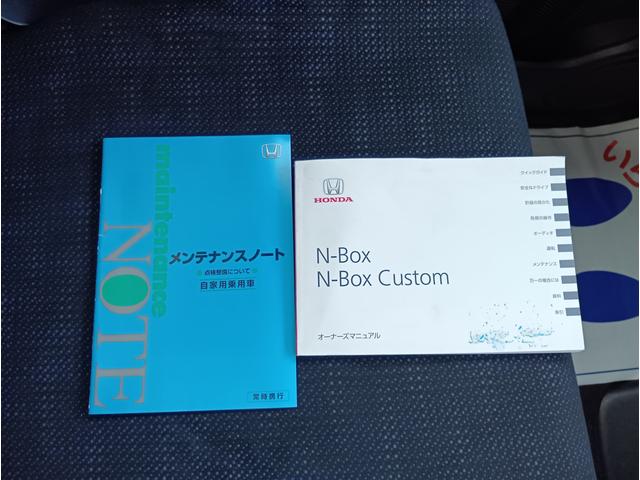 maintenance
NOTE
メンテナンスノート
点検整備について
自家用乗用車
常時携行
HONDA
N-Box
N-Box Custom
オーナーズマニュアル
クイックガイド
安全なドライブ
計器の見かた
各部の操作
オーディオ
運転
メンテナンス
万一の場合には
資料
索引